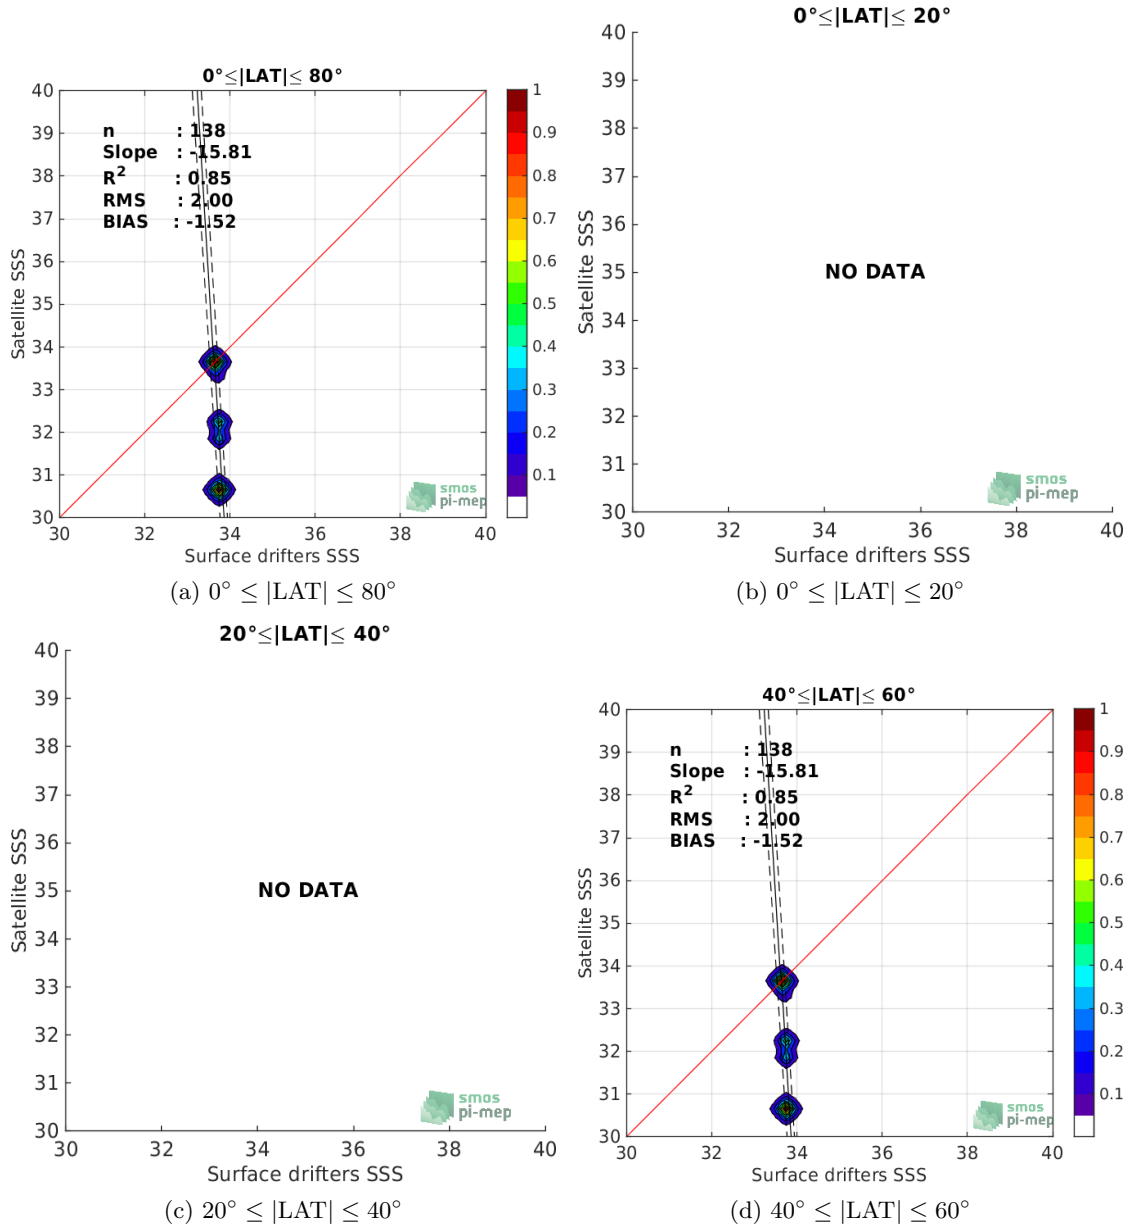 0°≤|LAT|≤ 80°
40
39
38
37
36
35
34
33
32
31
30
Satellite SSS
n : 138
Slope : -15.81
R² : 0.85
RMS : 2.00
BIAS : -1.52
smos
pi-mep
30 32 34 36 38 40
Surface drifters SSS
1
0.9
0.8
0.7
0.6
0.5
0.4
0.3
0.2
0.1
(a) 0° ≤ |LAT| ≤ 80°
0°≤|LAT|≤ 20°
40
39
38
37
36
35
34
33
32
31
30
Satellite SSS
NO DATA
smos
pi-mep
30 32 34 36 38 40
Surface drifters SSS
(b) 0° ≤ |LAT| ≤ 20°
20°≤|LAT|≤ 40°
40
39
38
37
36
35
34
33
32
31
30
Satellite SSS
NO DATA
smos
pi-mep
30 32 34 36 38 40
Surface drifters SSS
(c) 20° ≤ |LAT| ≤ 40°
40°≤|LAT|≤ 60°
40
39
38
37
36
35
34
33
32
31
30
Satellite SSS
n : 138
Slope : -15.81
R² : 0.85
RMS : 2.00
BIAS : -1.52
smos
pi-mep
30 32 34 36 38 40
Surface drifters SSS
1
0.9
0.8
0.7
0.6
0.5
0.4
0.3
0.2
0.1
(d) 40° ≤ |LAT| ≤ 60°